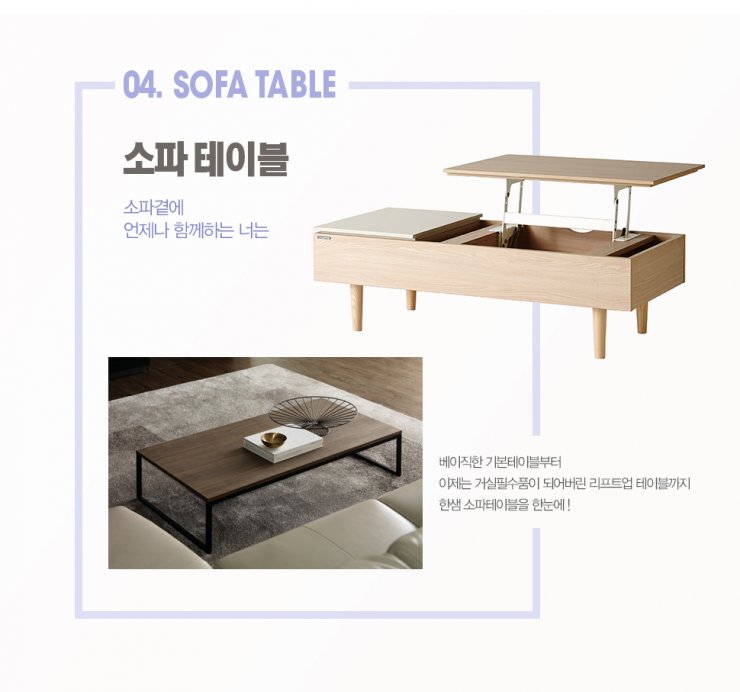 04. SOFA TABLE
소파 테이블
소파곁에
언제나 함께하는 너는
베이직한 기본테이블부터
이제는 거실필수품이 되어버린 리프트업 테이블까지
한샘 소파테이블을 한눈에!